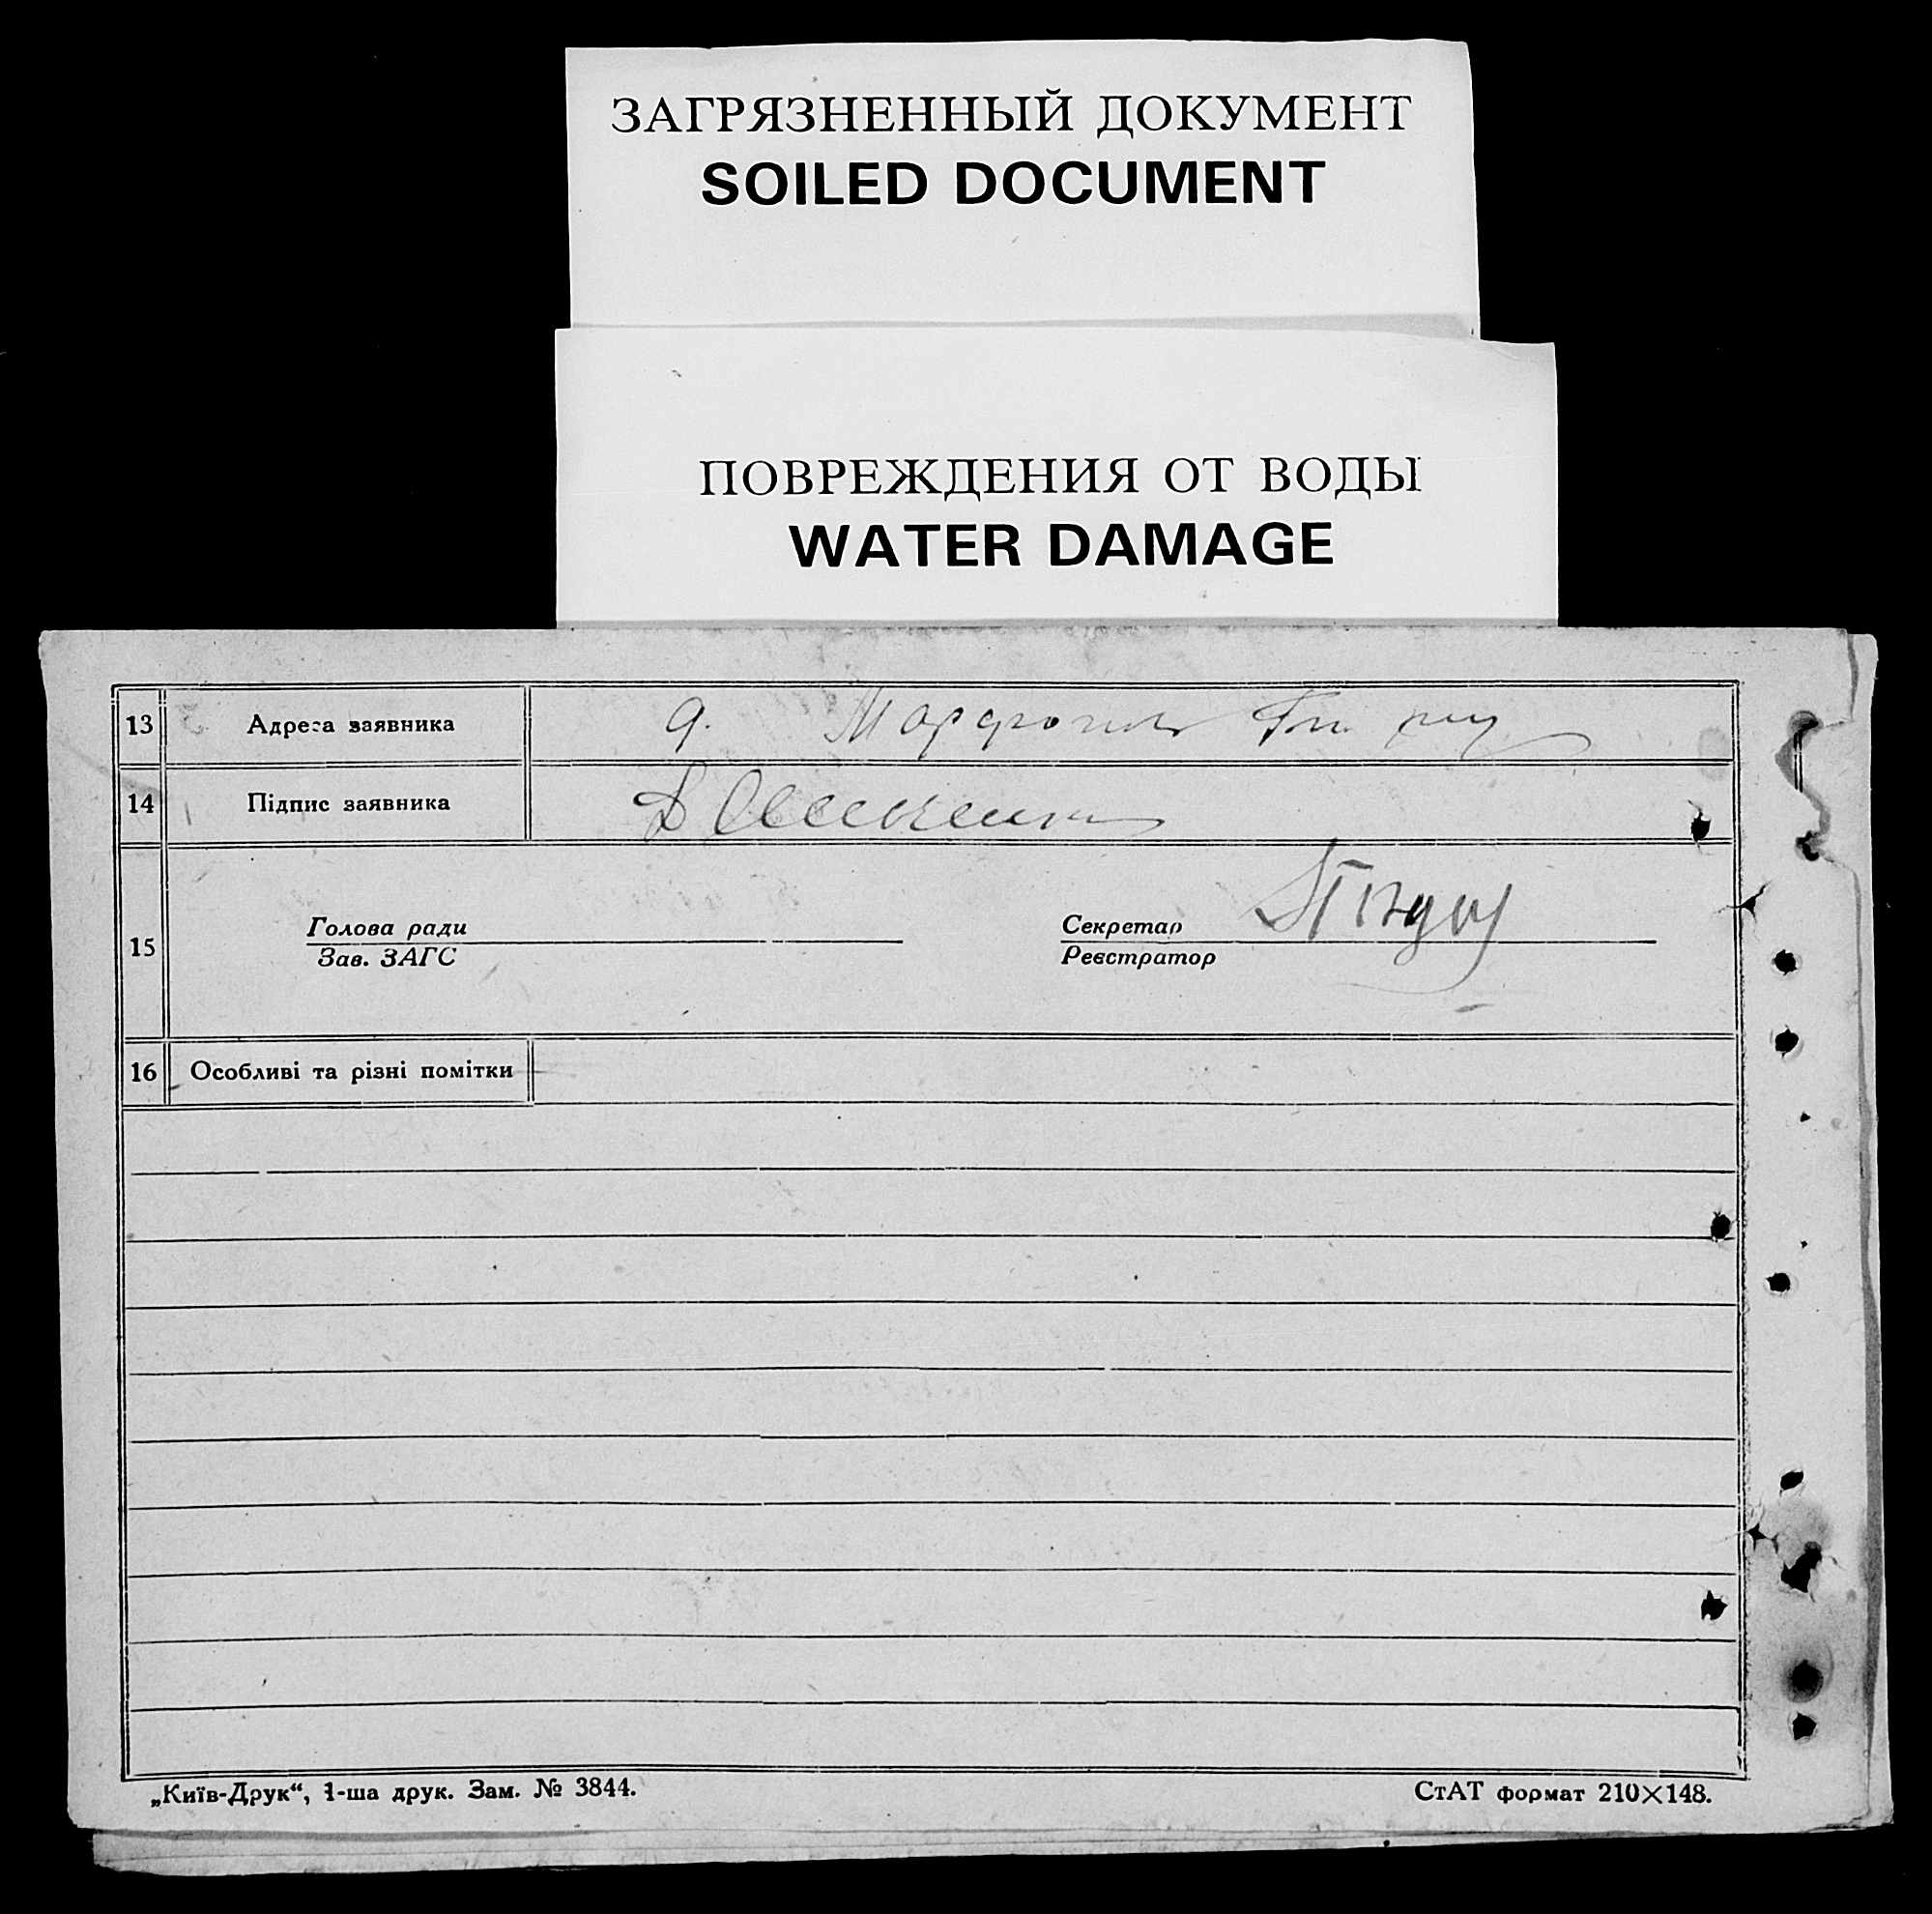 ЗАГРЯЗНЕННЫЙ ДОКУМЕНТ
SOILED DOCUMENT
ПОВРЕЖДЕНИЯ ОТ ВОДЫ
WATER DAMAGE
13 Адреса заявника
14 Підпис заявника
Голова ради Секретар
15
Зав. ЗАГС Реєстратор
16 Особливі та різні помітки
„Київ-Друк“, 1-ша друк. Зам. № 3844. СтАТ формат 210×148.